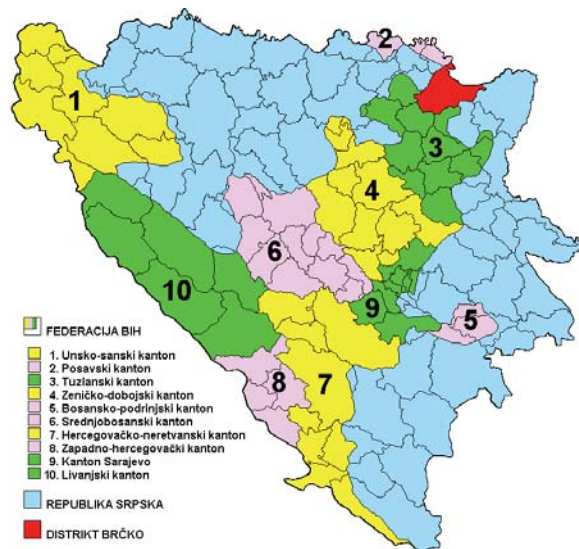 2
1
3
4
6
10
9
5
8
7
FEDERACIJA BIH
1. Unsko-sanski kanton
2. Posavski kanton
3. Tuzlanski kanton
4. Zeničko-dobojski kanton
5. Bosansko-podrinjski kanton
6. Srednjobosanski kanton
7. Hercegovačko-neretvanski kanton
8. Zapadno-hercegovački kanton
9. Kanton Sarajevo
10. Livanjski kanton
REPUBLIKA SRPSKA
DISTRIKT BRČKO